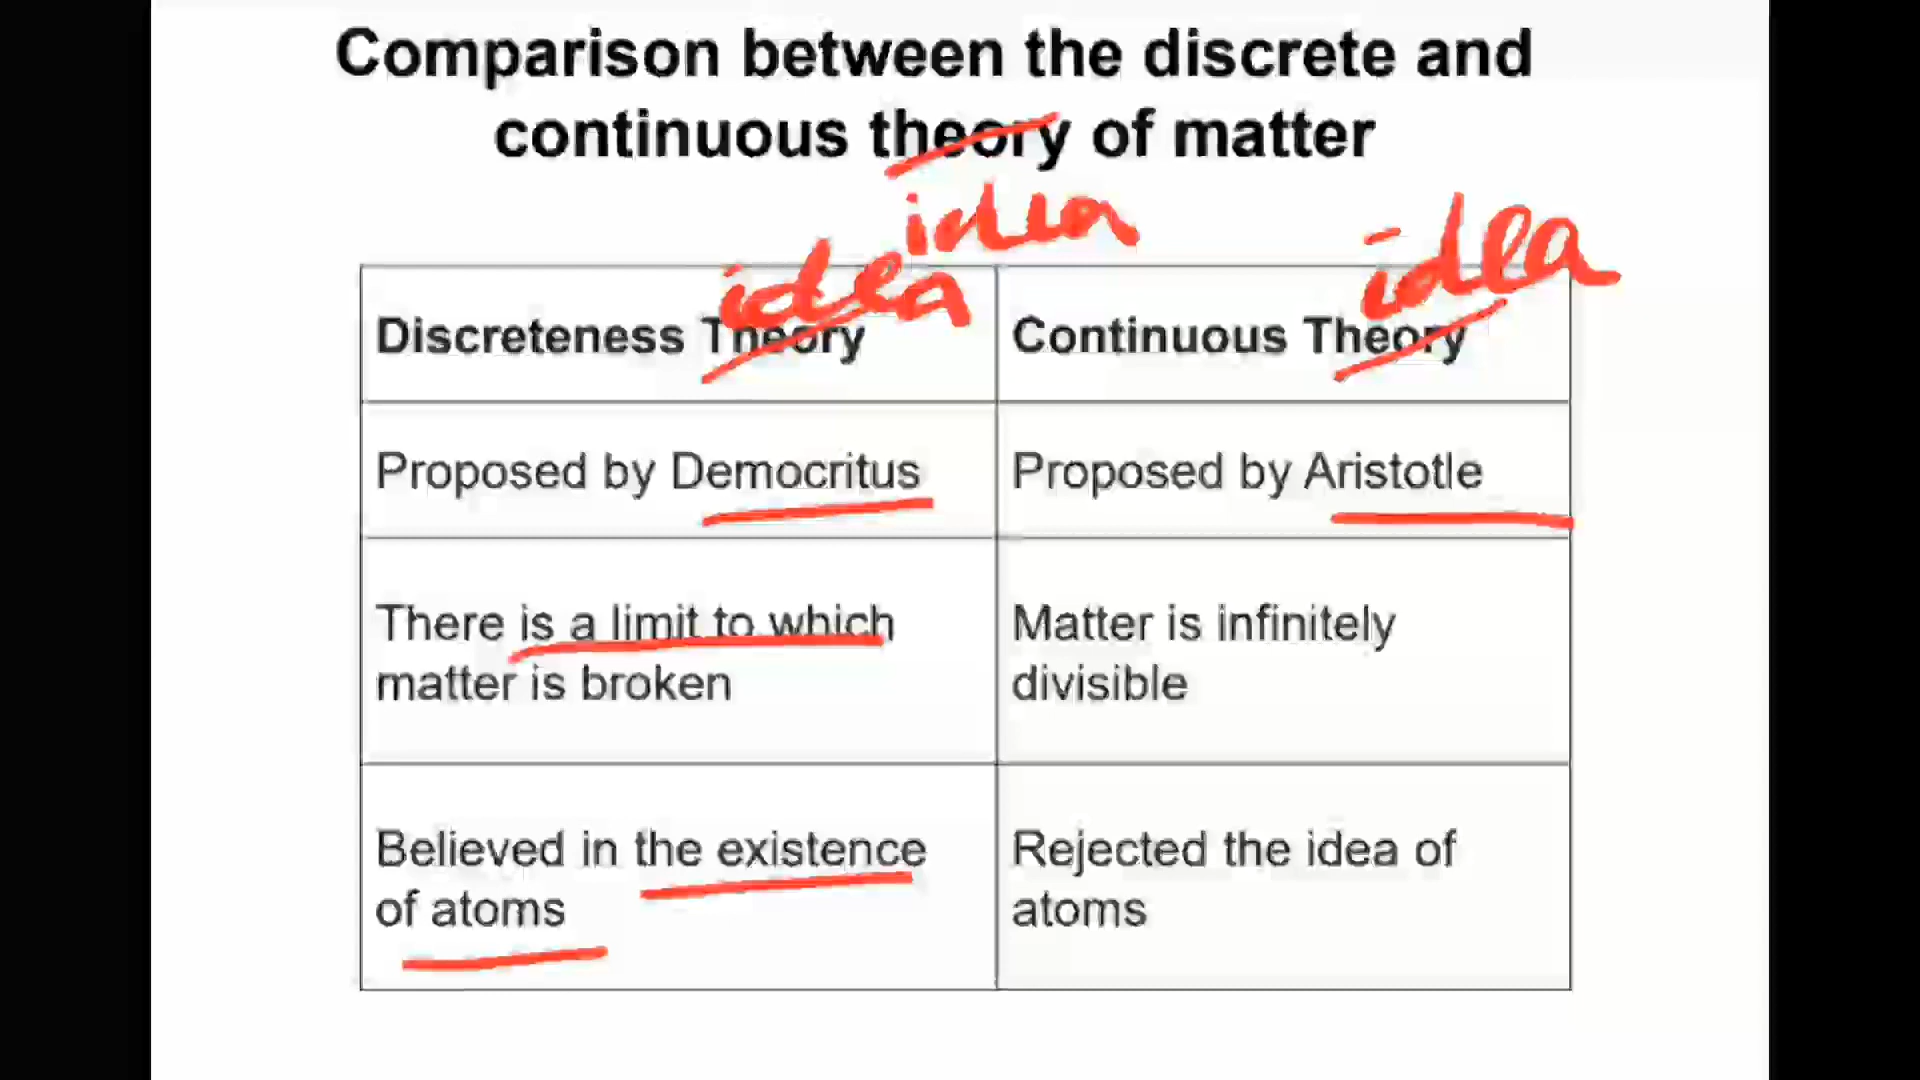 Comparison between the discrete and
continuous theory of matter
idea
idea
idea
Discreteness Theory
Continuous Theory
Proposed by Democritus
Proposed by Aristotle
There is a limit to which
matter is broken
Matter is infinitely
divisible
Believed in the existence
of atoms
Rejected the idea of
atoms